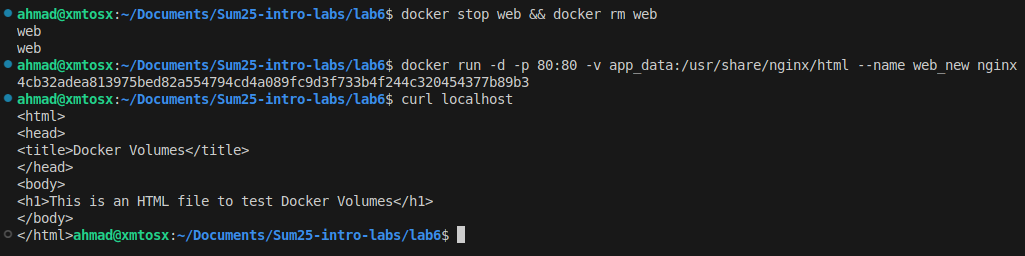 ahmad@xmtosx:~/Documents/Sum25-intro-labs/lab6$ docker stop web && docker rm web
web
web
ahmad@xmtosx:~/Documents/Sum25-intro-labs/lab6$ docker run -d -p 80:80 -v app_data:/usr/share/nginx/html --name web_new nginx
4cb32adea813975bed82a554794cd4a089fc9d3f733b4f244c320454377b89b3
ahmad@xmtosx:~/Documents/Sum25-intro-labs/lab6$ curl localhost
<html>
<head>
<title>Docker Volumes</title>
</head>
<body>
<h1>This is an HTML file to test Docker Volumes</h1>
</body>
</html>ahmad@xmtosx:~/Documents/Sum25-intro-labs/lab6$